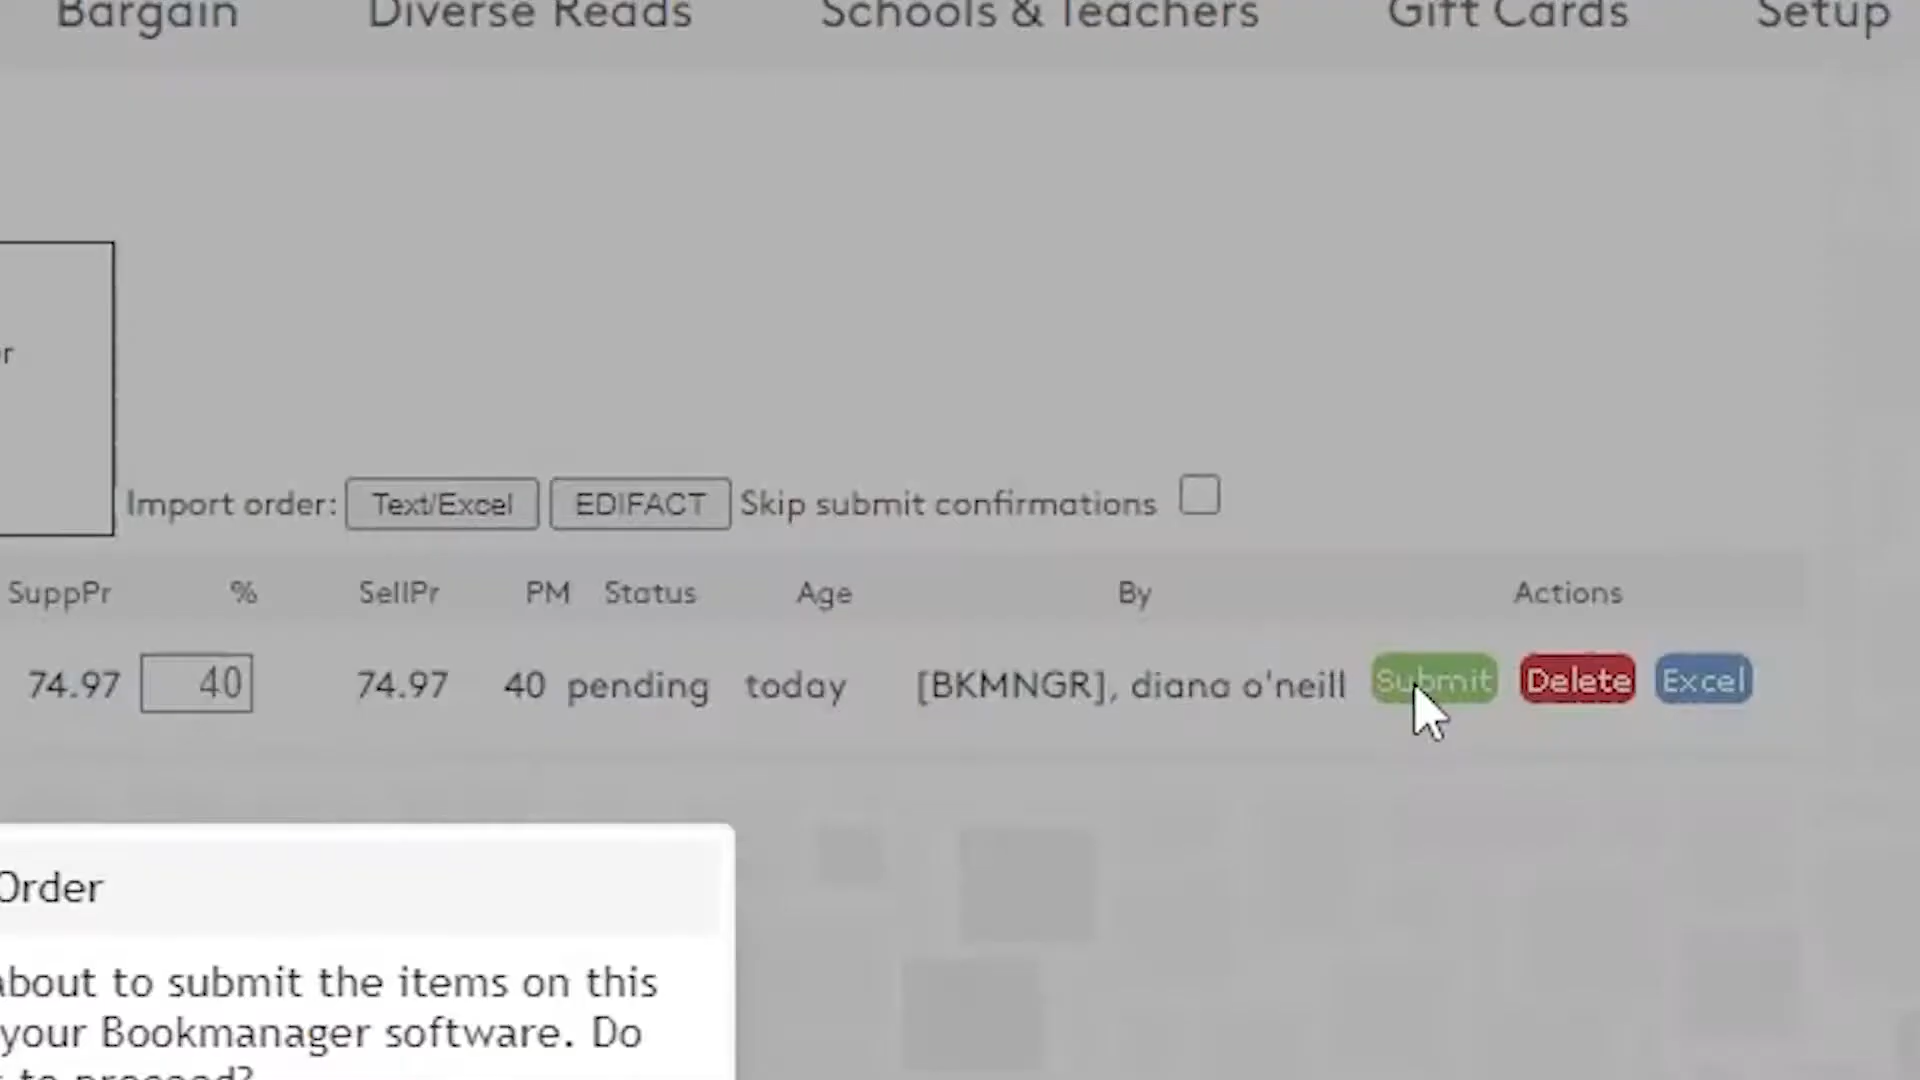 Bargain Diverse Reads Schools & Teachers Gift Cards Setup
r
Import order: Text/Excel EDIFACT Skip submit confirmations
SuppPr % SellPr PM Status Age By Actions
74.97 40 74.97 40 pending today [BKMNGR], diana o'neill Submit Delete Excel
Order
about to submit the items on this
your Bookmanager software. Do
to proceed?